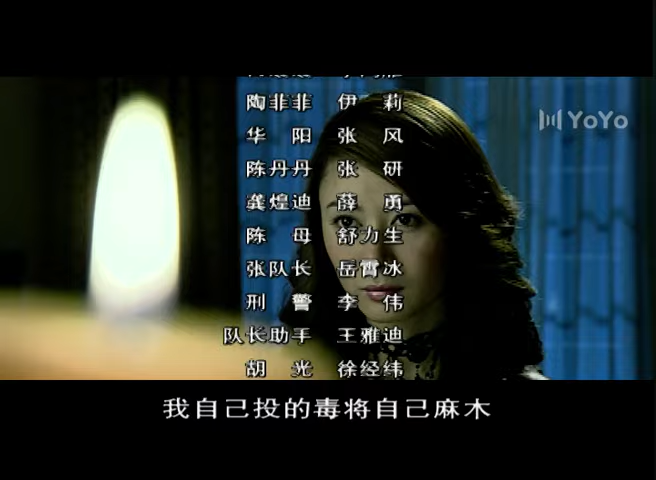 陶菲菲 伊莉
YoYo
华阳 张风
陈丹丹 张研
龚煌迪 薛勇
陈母 舒力生
张队长 岳霄冰
刑警 李伟
队长助手 王雅迪
胡光 徐经纬
我自己投的毒将自己麻木